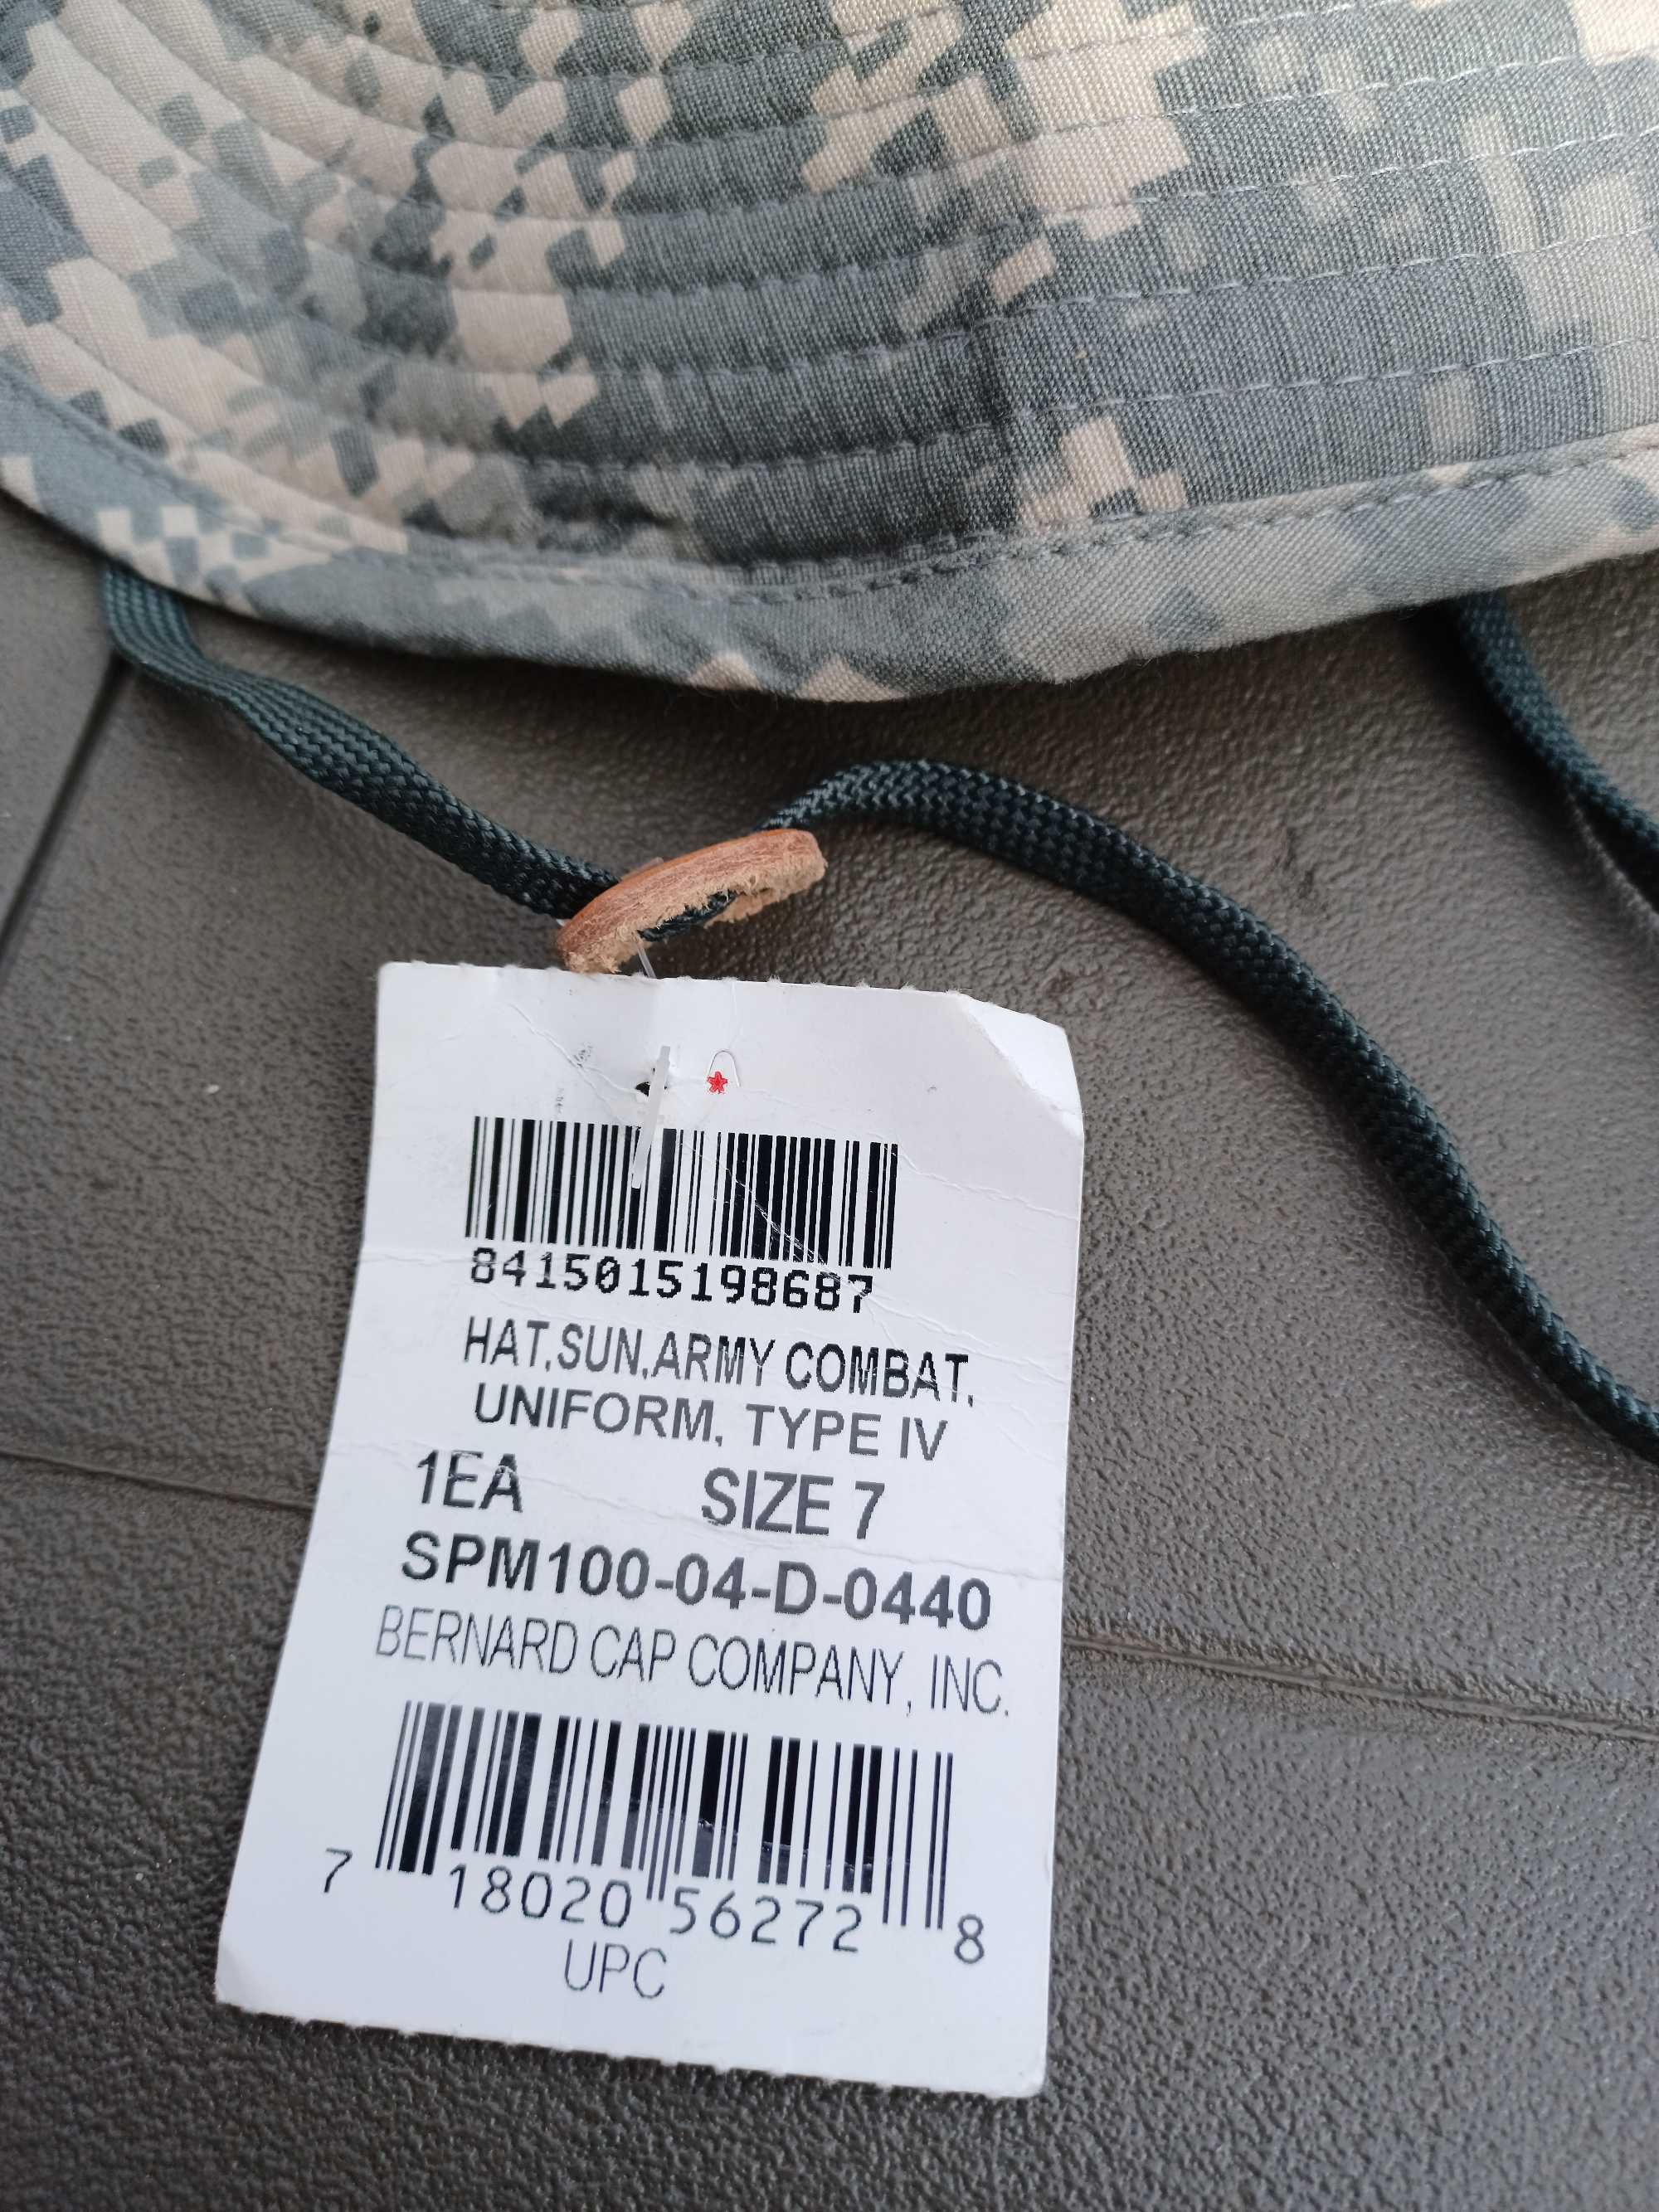 8415015198687
HAT,SUN,ARMY COMBAT,
UNIFORM, TYPE IV
1EA SIZE 7
SPM100-04-D-0440
BERNARD CAP COMPANY, INC.
7 18020 56272 8
UPC